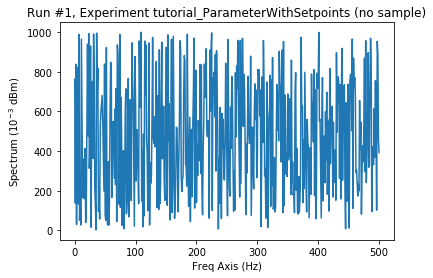 Run #1, Experiment tutorial_ParameterWithSetpoints (no sample)
Spectrum (10⁻³ dBm)
1000
800
600
400
200
0
0 100 200 300 400 500
Freq Axis (Hz)